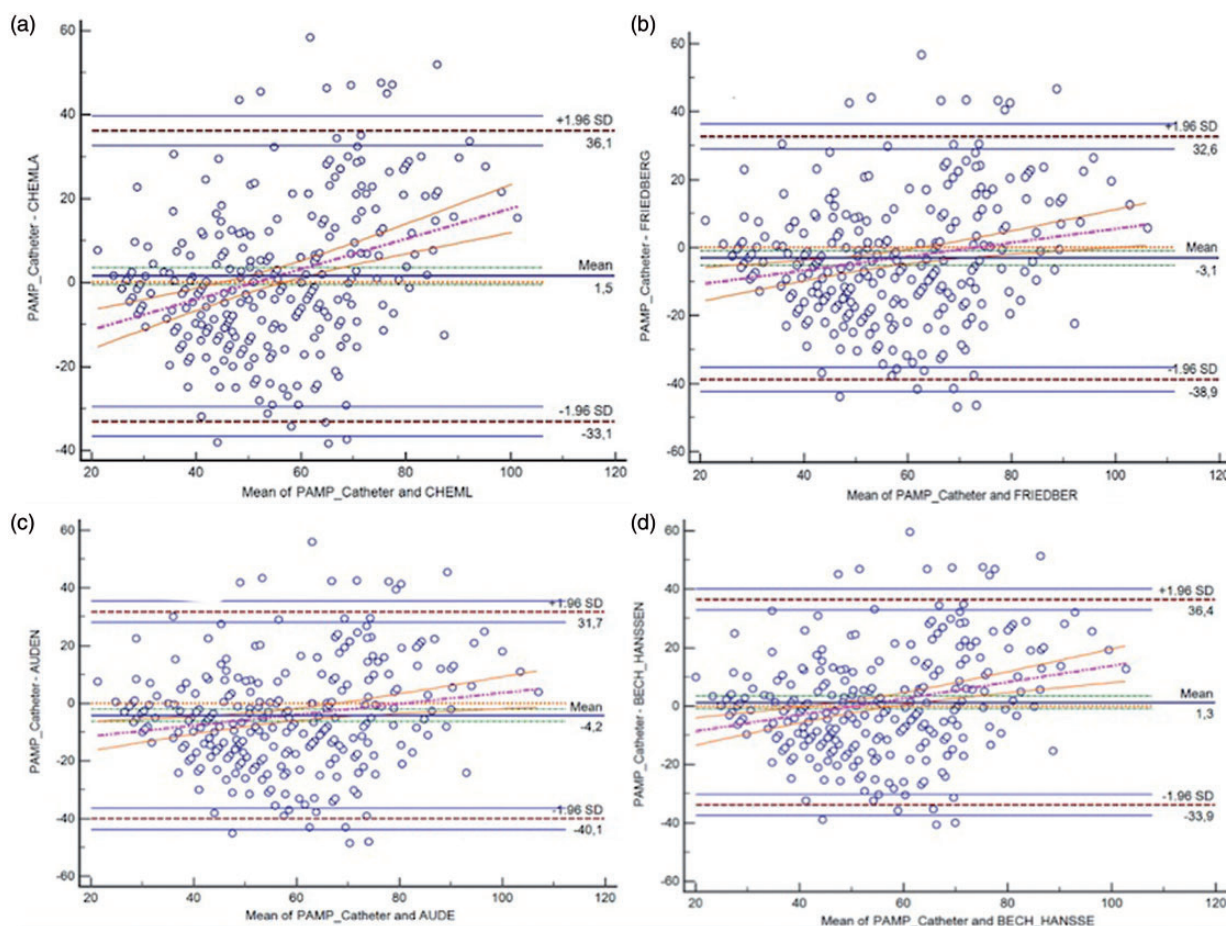 (a)
60
40
20
0
-20
-40
PAMP_Catheter - CHEMLA
+1.96 SD
36,1
Mean
1,5
-1.96 SD
-33,1
20 40 60 80 100 120
Mean of PAMP_Catheter and CHEML
(b)
60
40
20
0
-20
-40
-60
PAMP_Catheter - FRIEDBERG
+1.96 SD
32,6
Mean
-3,1
-1.96 SD
-38,9
20 40 60 80 100 120
Mean of PAMP_Catheter and FRIEDBER
(c)
60
40
20
0
-20
-40
-60
PAMP_Catheter - AUDEN
+1.96 SD
31,7
Mean
-4,2
-1.96 SD
-40,1
20 40 60 80 100 120
Mean of PAMP_Catheter and AUDE
(d)
60
40
20
0
-20
-40
-60
PAMP_Catheter - BECH_HANSSEN
+1.96 SD
36,4
Mean
1,3
-1.96 SD
-33,9
20 40 60 80 100 120
Mean of PAMP_Catheter and BECH_HANSSE